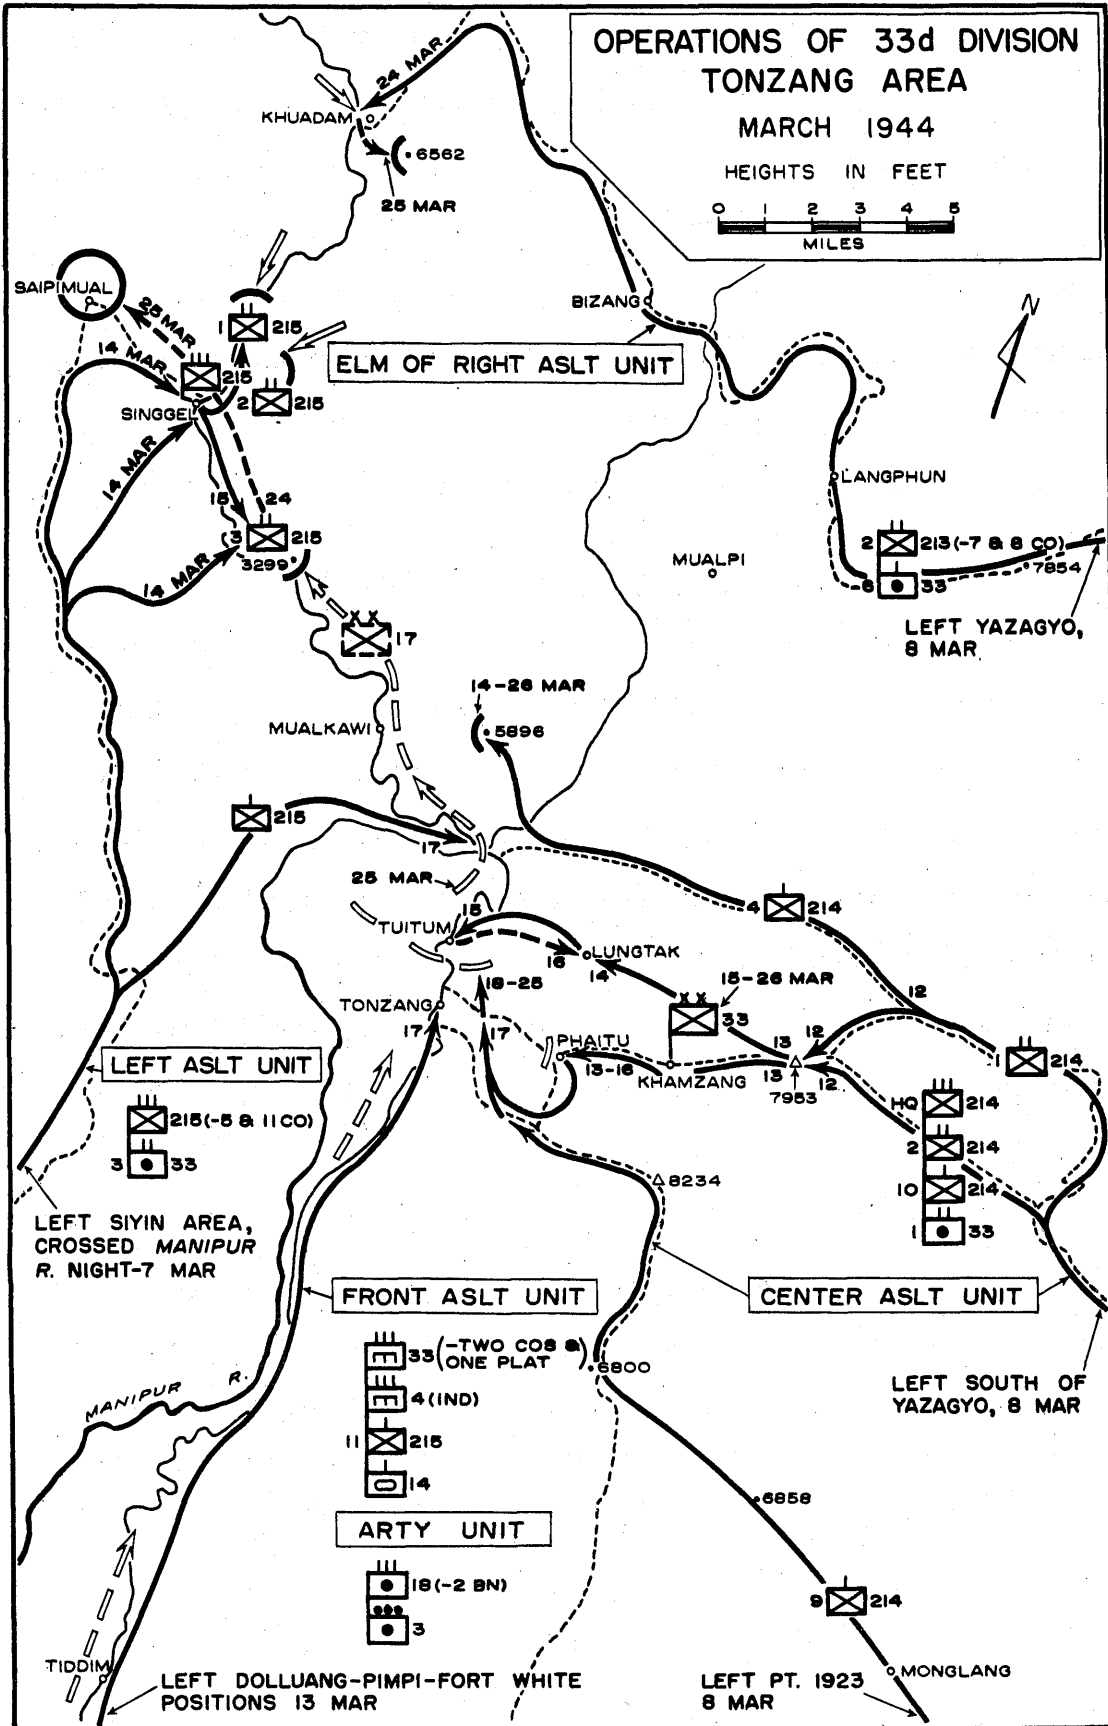 OPERATIONS OF 33d DIVISION
TONZANG AREA
MARCH 1944
HEIGHTS IN FEET
0 1 2 3 4 5
MILES
24 MAR
KHUADAM
6562
25 MAR
N
SAIPIMUAL
25 MAR
BIZANG
1 215
ELM OF RIGHT ASLT UNIT
14 MAR
215
2 215
SINGGEL
14 MAR
LANGPHUN
15 24
3 215
3299
2 213 (-7 & 8 CO)
MUALPI
7854
6 33
14 MAR
LEFT YAZAGYO,
8 MAR
17
14-26 MAR
MUALKAWI
5896
215
17
25 MAR
4 214
15
TUITUM
LUNGTAK
16 14
15-26 MAR
18-25
12
TONZANG
33
17
17
PHAITU
13 12
1 214
LEFT ASLT UNIT
13-16
KHAMZANG
13 12
7953
HQ 214
215 (-5 & 11 CO)
2 214
3 33
8234
10 214
LEFT SIYIN AREA,
CROSSED MANIPUR
R. NIGHT-7 MAR
1 33
FRONT ASLT UNIT
CENTER ASLT UNIT
33 (-TWO COS &
ONE PLAT)
6800
MANIPUR R.
4 (IND)
LEFT SOUTH OF
YAZAGYO, 8 MAR
11 215
14
6858
ARTY UNIT
18 (-2 BN)
9 214
3
TIDDIM
MONGLANG
LEFT DOLLUANG-PIMPI-FORT WHITE
POSITIONS 13 MAR
LEFT PT. 1923
8 MAR